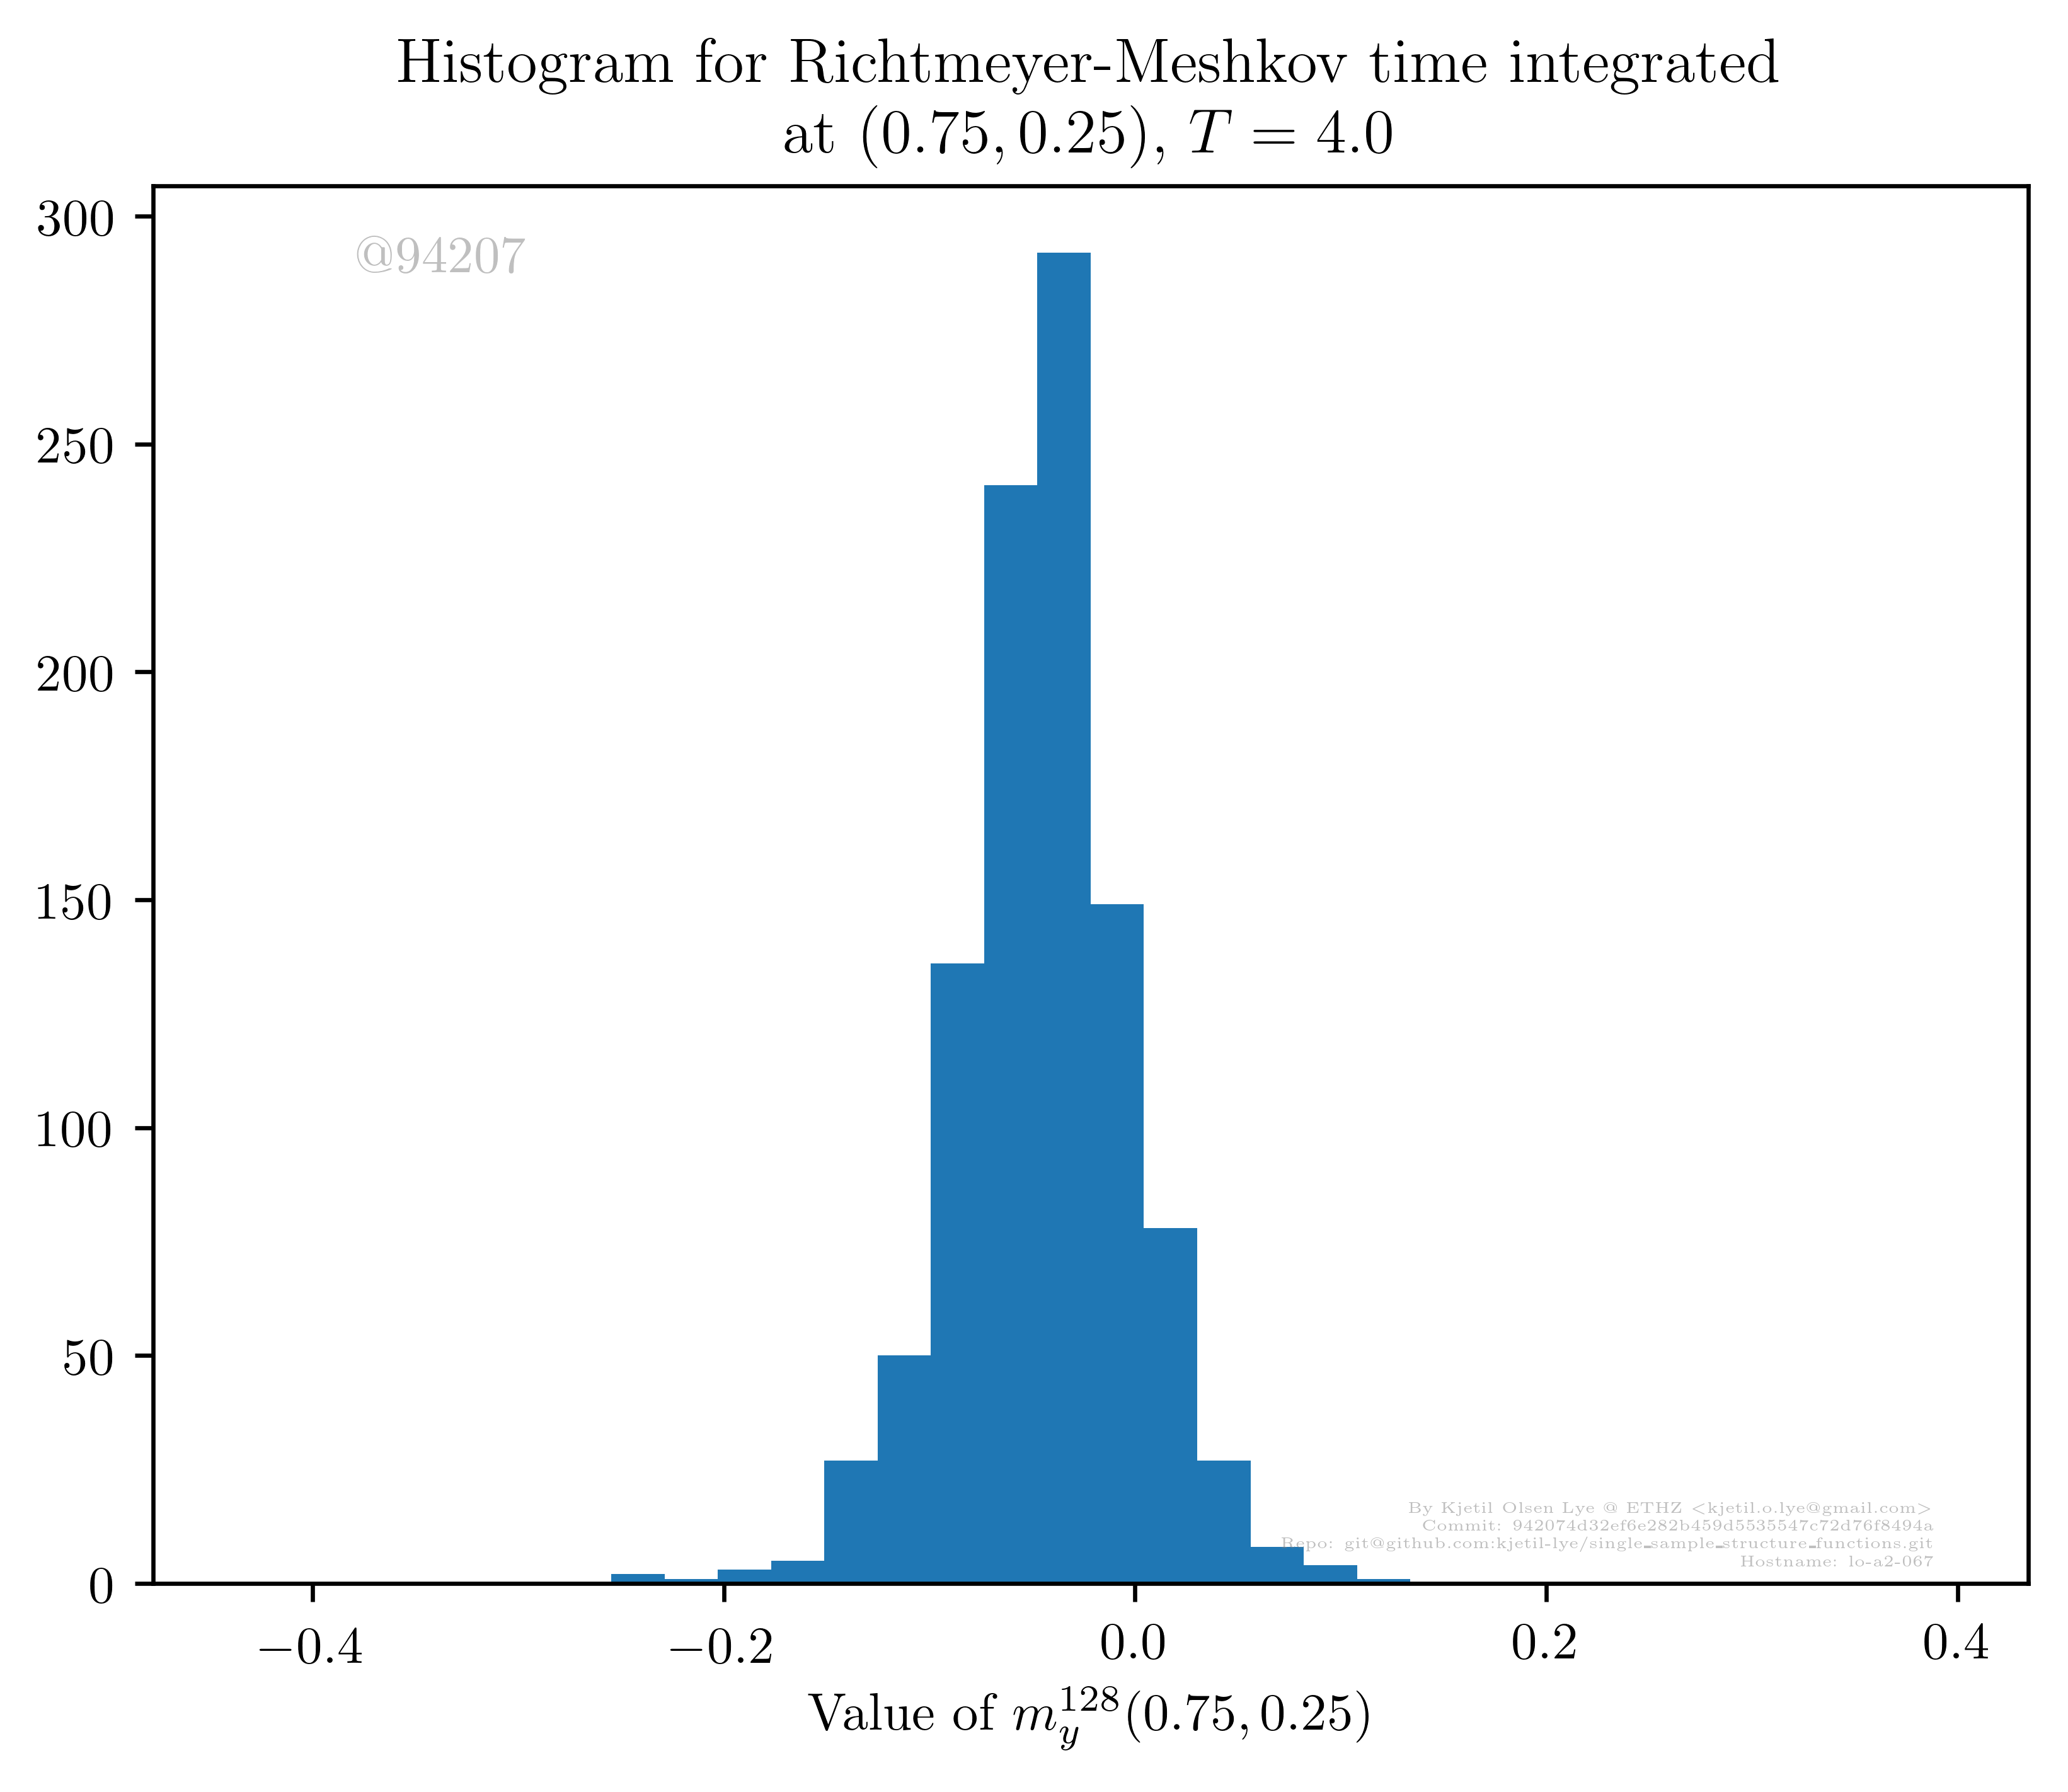 Histogram for Richtmeyer-Meshkov time integrated
at (0.75, 0.25), T = 4.0
300
@94207
250
200
150
100
50
0
By Kjetil Olsen Lye @ ETHZ <kjetil.o.lye@gmail.com>
Commit: 942074d32ef6e282b459d5535547c72d76f8494a
Repo: git@github.com:kjetil-lye/single_sample_structure_functions.git
Hostname: lo-a2-067
−0.4 −0.2 0.0 0.2 0.4
Value of m_y^{128}(0.75, 0.25)